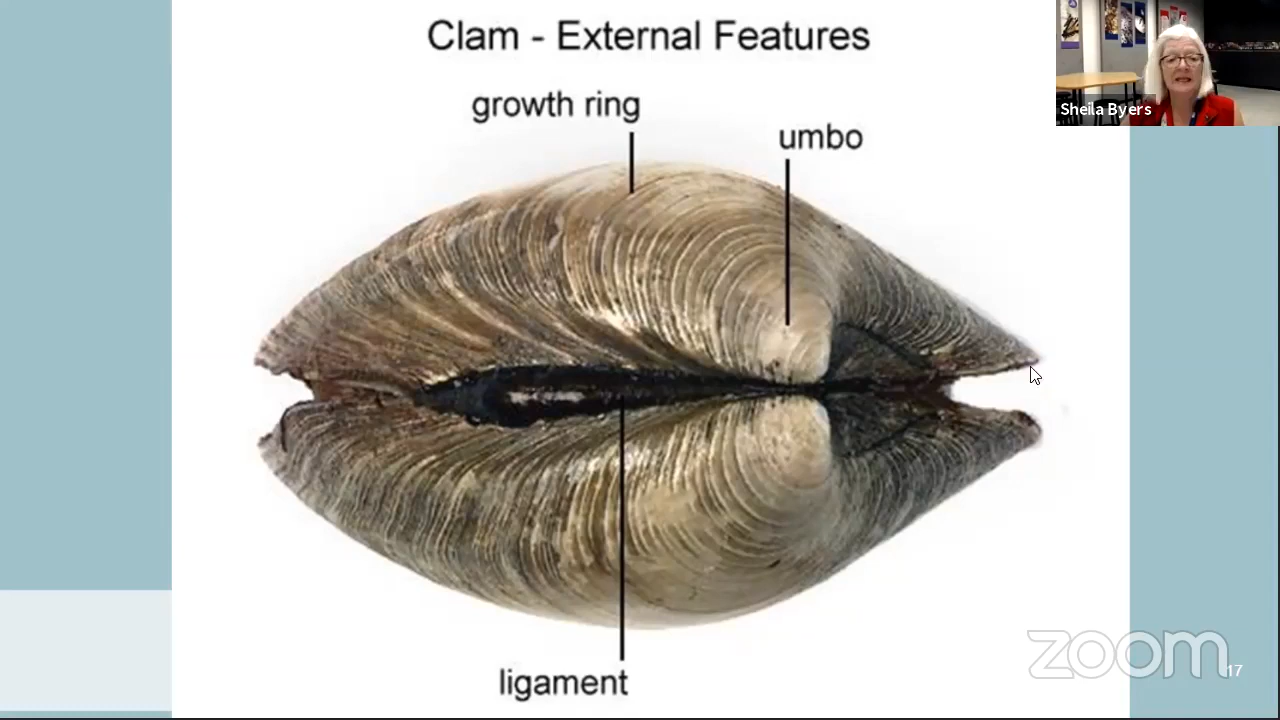 Clam - External Features
growth ring
umbo
Sheila Byers
ligament
zoom
17